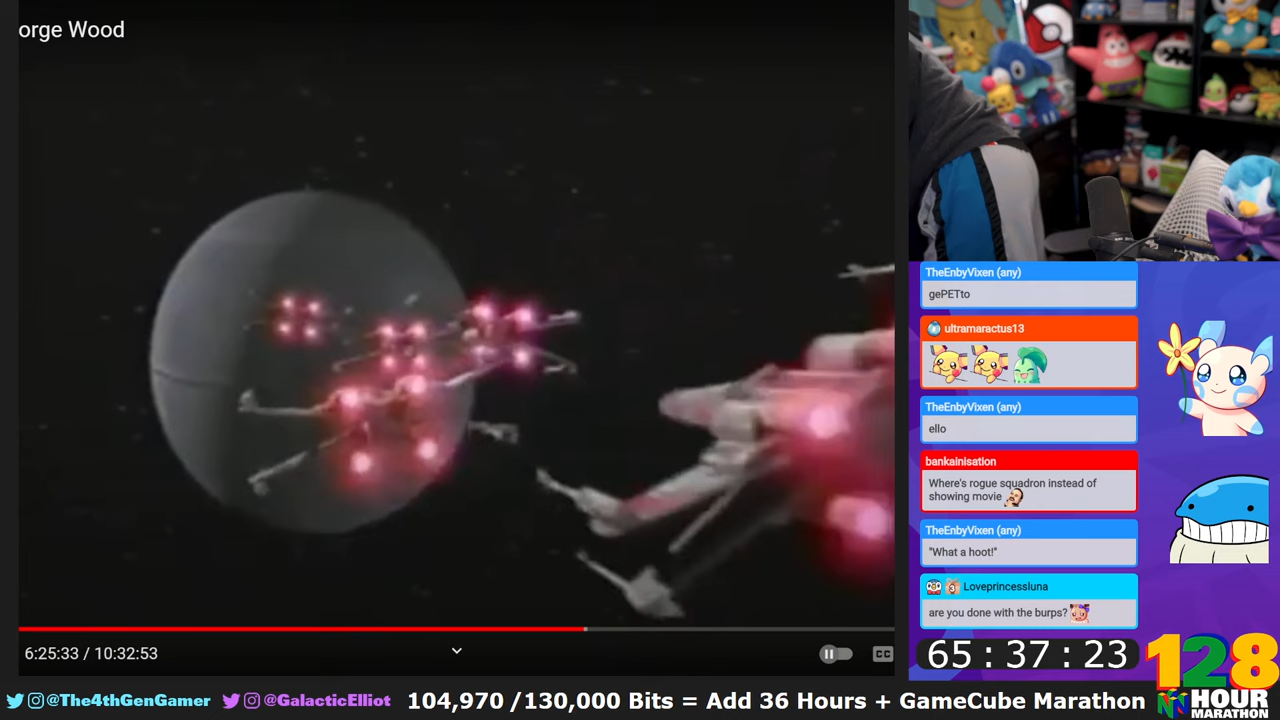 orge Wood
TheEnbyVixen (any)
gePETto
ultramaractus13
TheEnbyVixen (any)
ello
bankainisation
Where's rogue squadron instead of
showing movie
TheEnbyVixen (any)
"What a hoot!"
Loveprincessluna
are you done with the burps?
6:25:33 / 10:32:53
CC
65:37:23
128
HOUR
MARATHON
@The4thGenGamer
@GalacticElliot
104,970 /130,000 Bits = Add 36 Hours + GameCube Marathon